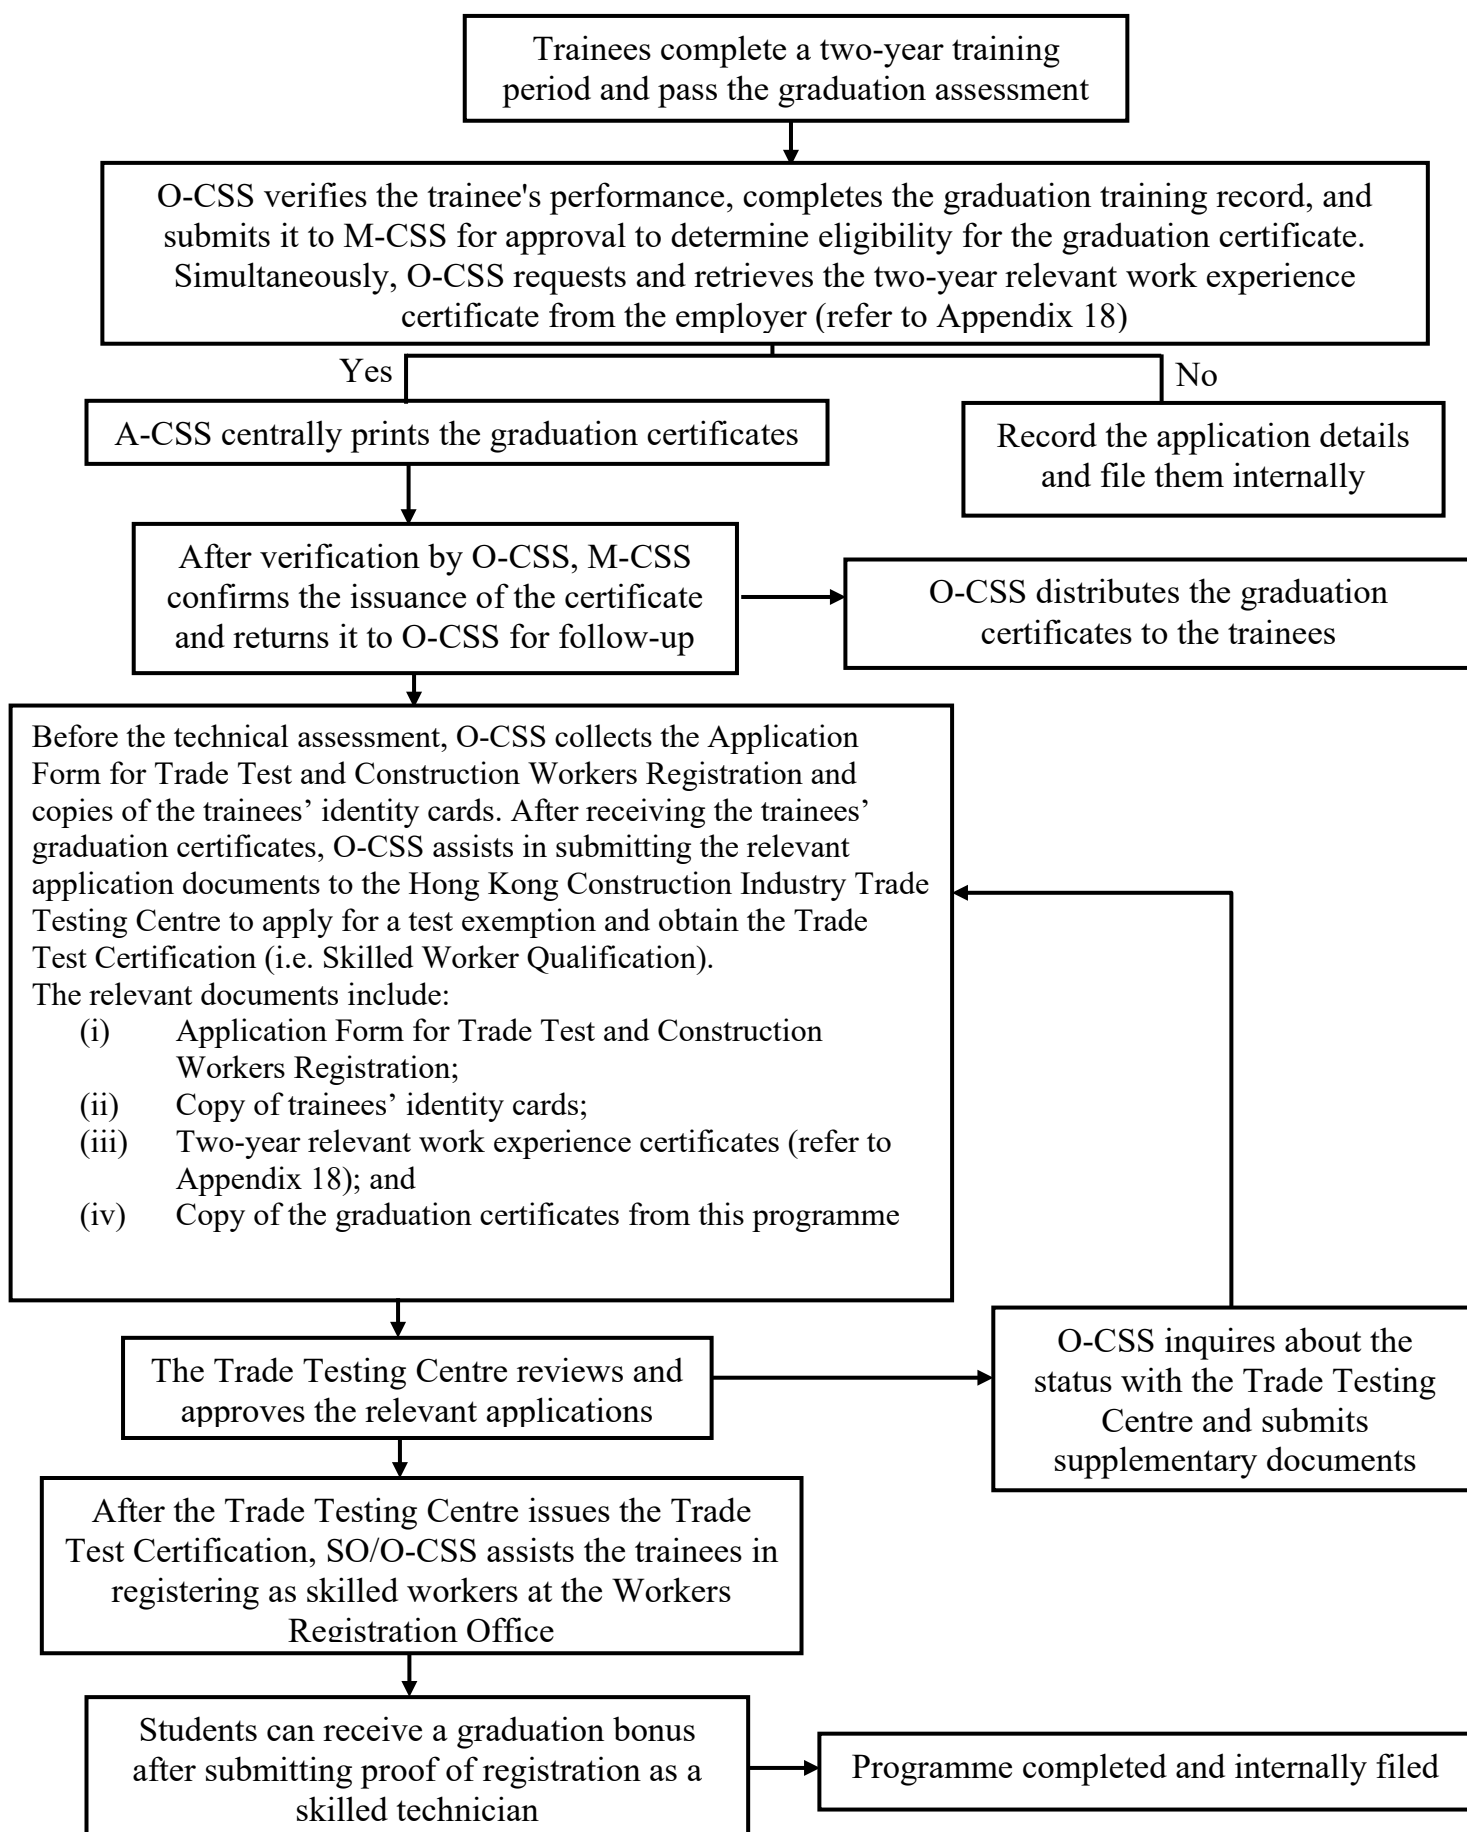 Trainees complete a two-year training
period and pass the graduation assessment
O-CSS verifies the trainee's performance, completes the graduation training record, and
submits it to M-CSS for approval to determine eligibility for the graduation certificate.
Simultaneously, O-CSS requests and retrieves the two-year relevant work experience
certificate from the employer (refer to Appendix 18)
Yes
No
A-CSS centrally prints the graduation certificates
Record the application details
and file them internally
After verification by O-CSS, M-CSS
confirms the issuance of the certificate
and returns it to O-CSS for follow-up
O-CSS distributes the graduation
certificates to the trainees
Before the technical assessment, O-CSS collects the Application
Form for Trade Test and Construction Workers Registration and
copies of the trainees’ identity cards. After receiving the trainees’
graduation certificates, O-CSS assists in submitting the relevant
application documents to the Hong Kong Construction Industry Trade
Testing Centre to apply for a test exemption and obtain the Trade
Test Certification (i.e. Skilled Worker Qualification).
The relevant documents include:
(i) Application Form for Trade Test and Construction
Workers Registration;
(ii) Copy of trainees’ identity cards;
(iii) Two-year relevant work experience certificates (refer to
Appendix 18); and
(iv) Copy of the graduation certificates from this programme
The Trade Testing Centre reviews and
approves the relevant applications
O-CSS inquires about the
status with the Trade Testing
Centre and submits
supplementary documents
After the Trade Testing Centre issues the Trade
Test Certification, SO/O-CSS assists the trainees in
registering as skilled workers at the Workers
Registration Office
Students can receive a graduation bonus
after submitting proof of registration as a
skilled technician
Programme completed and internally filed